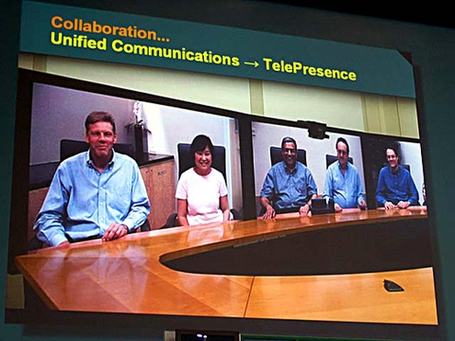 Collaboration...
Unified Communications → TelePresence